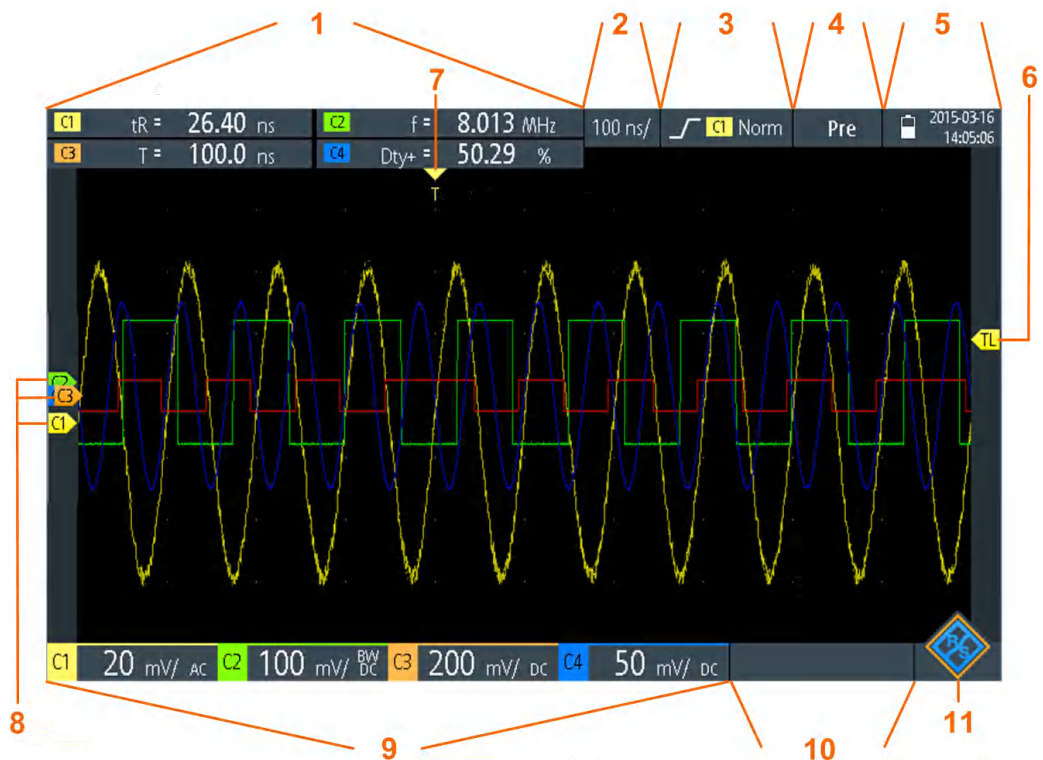 1 2 3 4 5
7 6
C1 tR = 26.40 ns C2 f = 8.013 MHz 100 ns/ C1 Norm Pre 2015-03-16
14:05:06
C3 T = 100.0 ns C4 Dty+ = 50.29 %
T
TL
C2
C3
C1
C1 20 mV/ AC C2 100 mV/ BW DC C3 200 mV/ DC C4 50 mV/ DC
R S
8 9 10 11